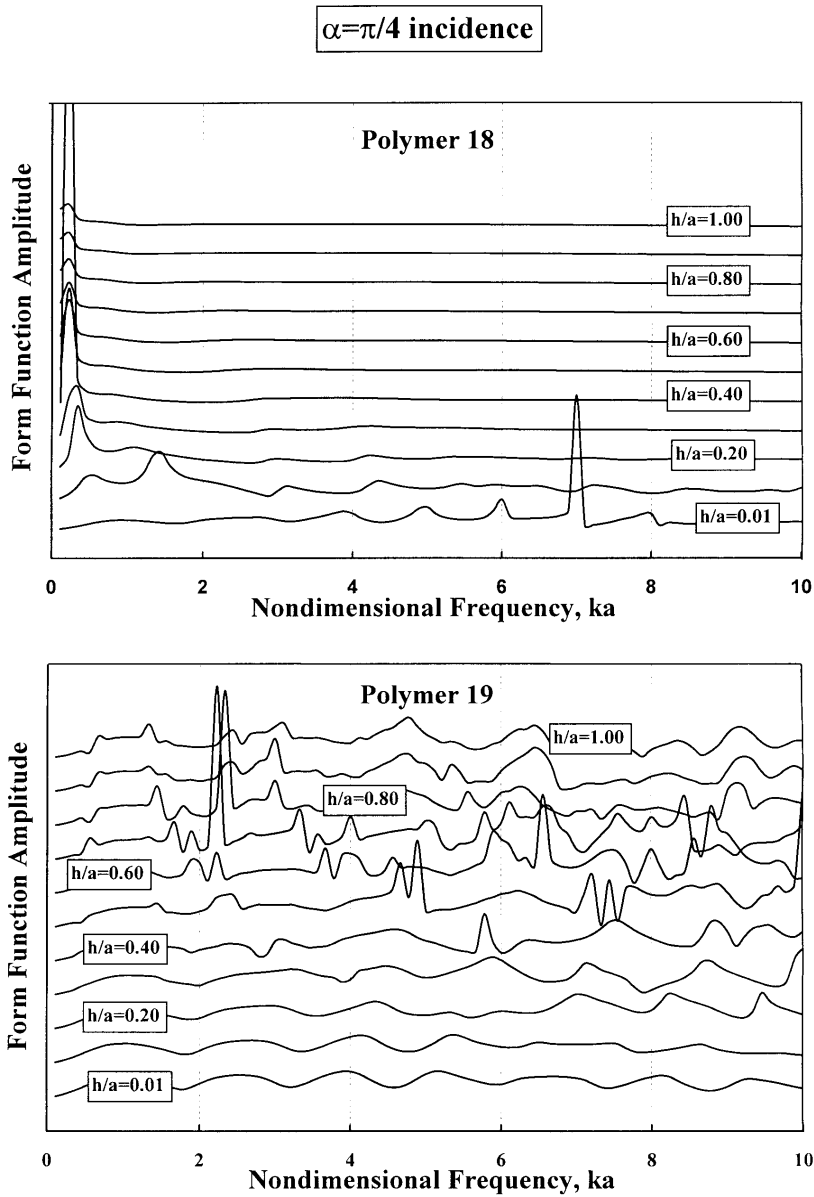 α=π/4 incidence
Polymer 18
Form Function Amplitude
h/a=1.00
h/a=0.80
h/a=0.60
h/a=0.40
h/a=0.20
h/a=0.01
0 2 4 6 8 10
Nondimensional Frequency, ka
Polymer 19
Form Function Amplitude
h/a=1.00
h/a=0.80
h/a=0.60
h/a=0.40
h/a=0.20
h/a=0.01
0 2 4 6 8 10
Nondimensional Frequency, ka